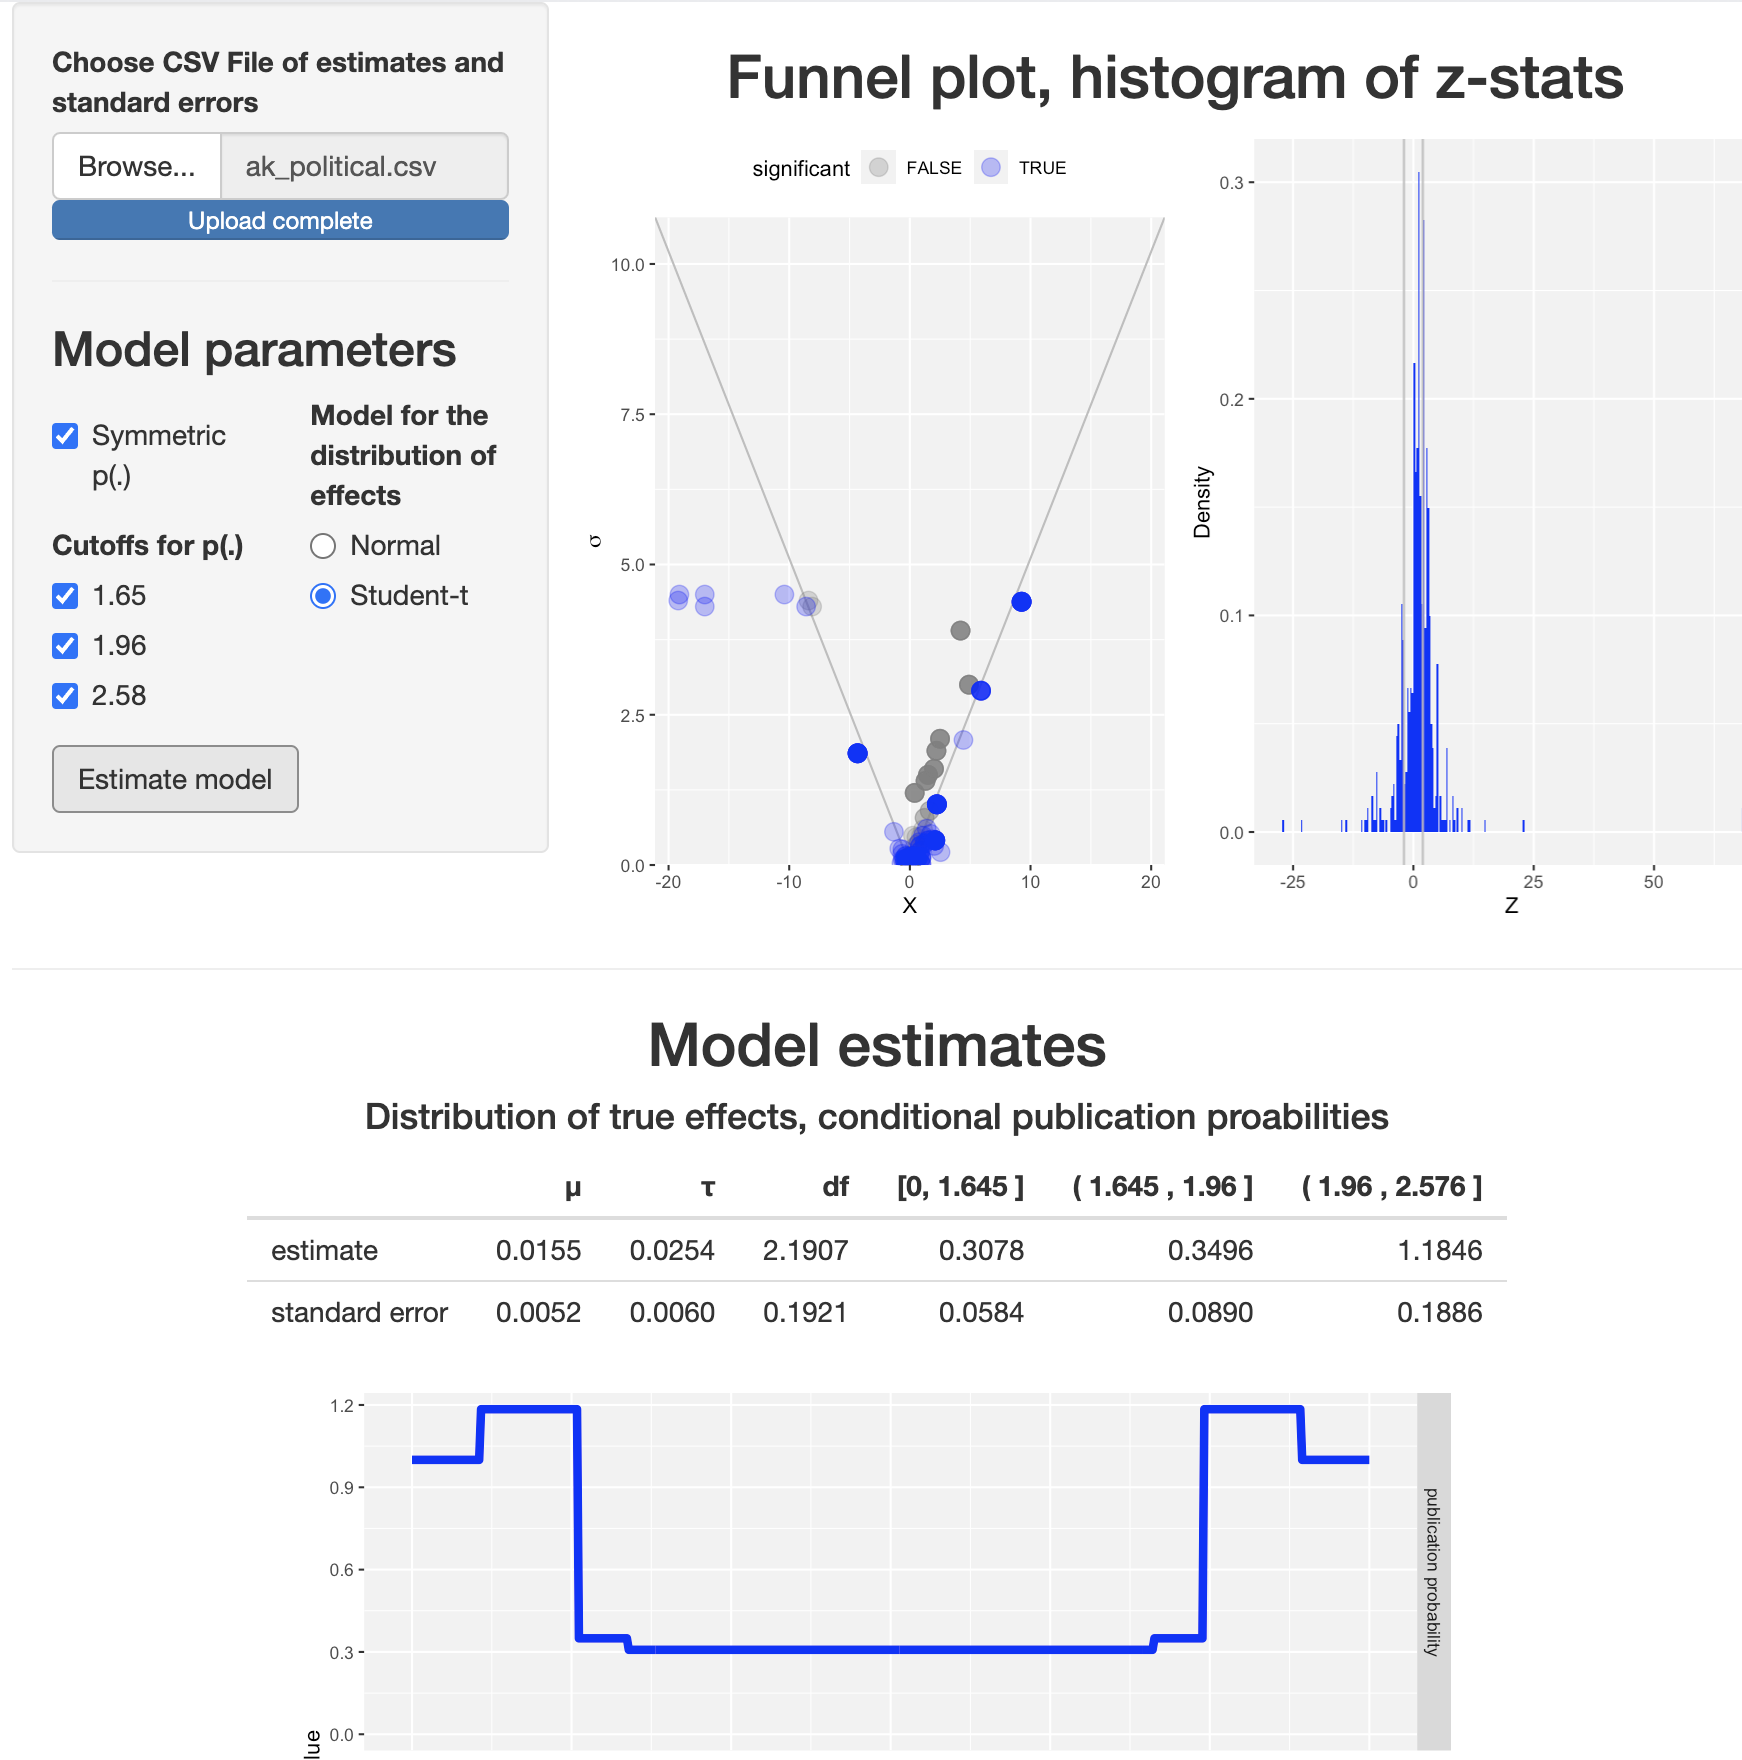 Choose CSV File of estimates and
standard errors
Browse...
ak_political.csv
Upload complete
Model parameters
Symmetric
p(.)
Cutoffs for p(.)
1.65
1.96
2.58
Model for the
distribution of
effects
Normal
Student-t
Estimate model
Funnel plot, histogram of z-stats
significant FALSE TRUE
10.0
7.5
5.0
2.5
0.0
σ
-20 -10 0 10 20
X
0.3
0.2
0.1
0.0
Density
-25 0 25 50
Z
Model estimates
Distribution of true effects, conditional publication proabilities
μ τ df [0, 1.645 ] ( 1.645 , 1.96 ] ( 1.96 , 2.576 ]
estimate 0.0155 0.0254 2.1907 0.3078 0.3496 1.1846
standard error 0.0052 0.0060 0.1921 0.0584 0.0890 0.1886
1.2
0.9
0.6
0.3
0.0
lue
publication probability